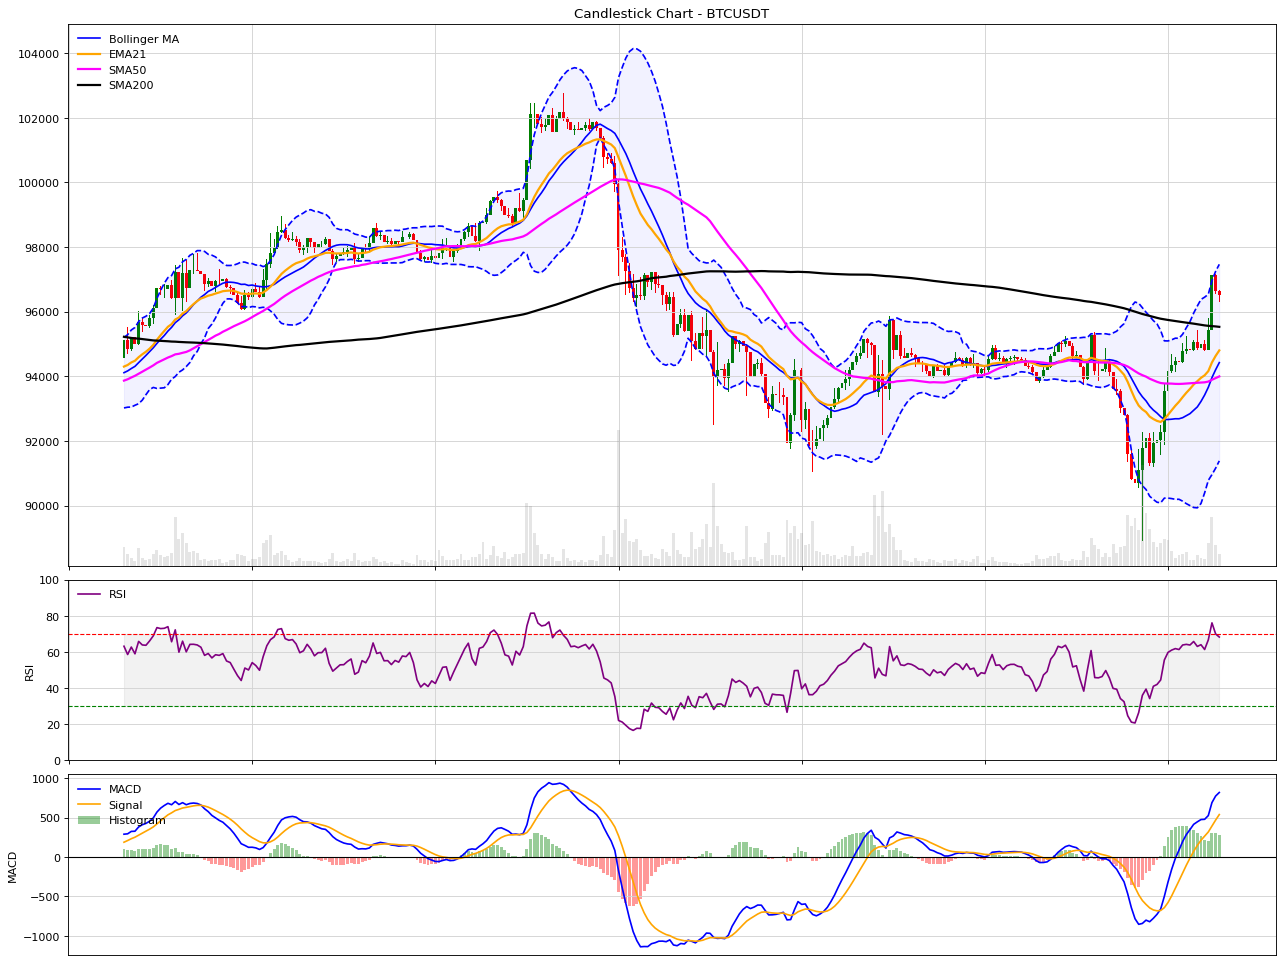 Candlestick Chart - BTCUSDT
Bollinger MA
EMA21
SMA50
SMA200
104000
102000
100000
98000
96000
94000
92000
90000
RSI
100
80
60
40
20
0
RSI
MACD
Signal
Histogram
1000
500
0
−500
−1000
MACD